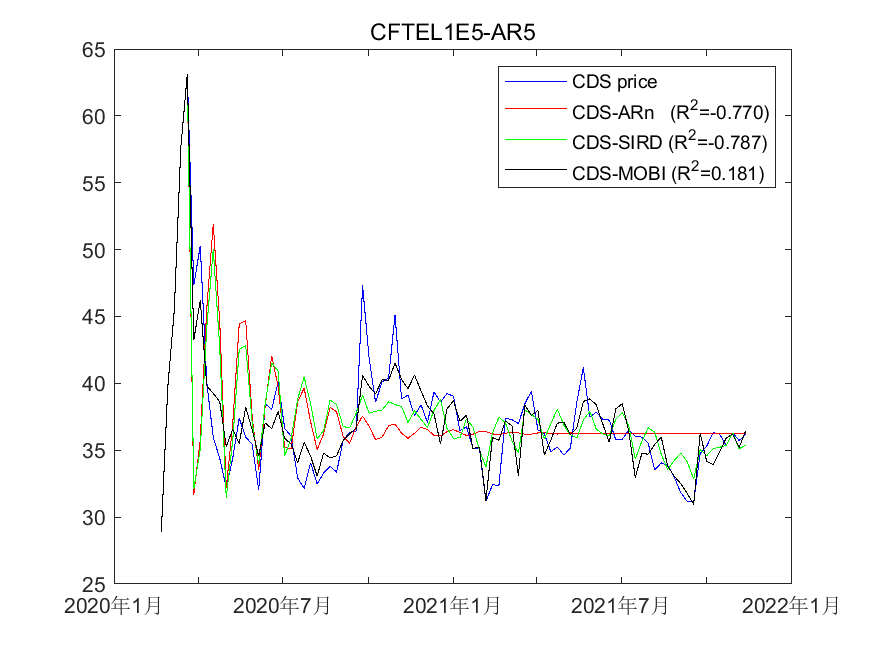 CFTEL1E5-AR5
65
60
55
50
45
40
35
30
25
CDS price
CDS-ARn (R²=-0.770)
CDS-SIRD (R²=-0.787)
CDS-MOBI (R²=0.181)
2020年1月 2020年7月 2021年1月 2021年7月 2022年1月